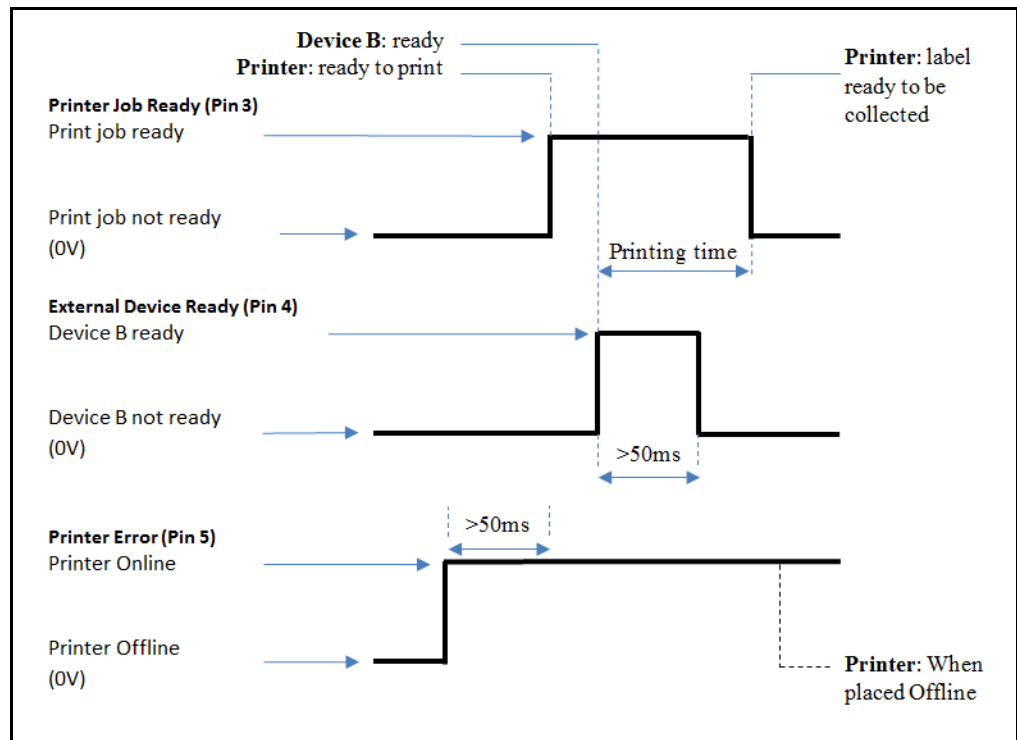 Device B: ready
Printer: ready to print
Printer: label
ready to be
collected
Printer Job Ready (Pin 3)
Print job ready
Print job not ready
(0V)
Printing time
External Device Ready (Pin 4)
Device B ready
Device B not ready
(0V)
>50ms
>50ms
Printer Error (Pin 5)
Printer Online
Printer Offline
(0V)
Printer: When
placed Offline